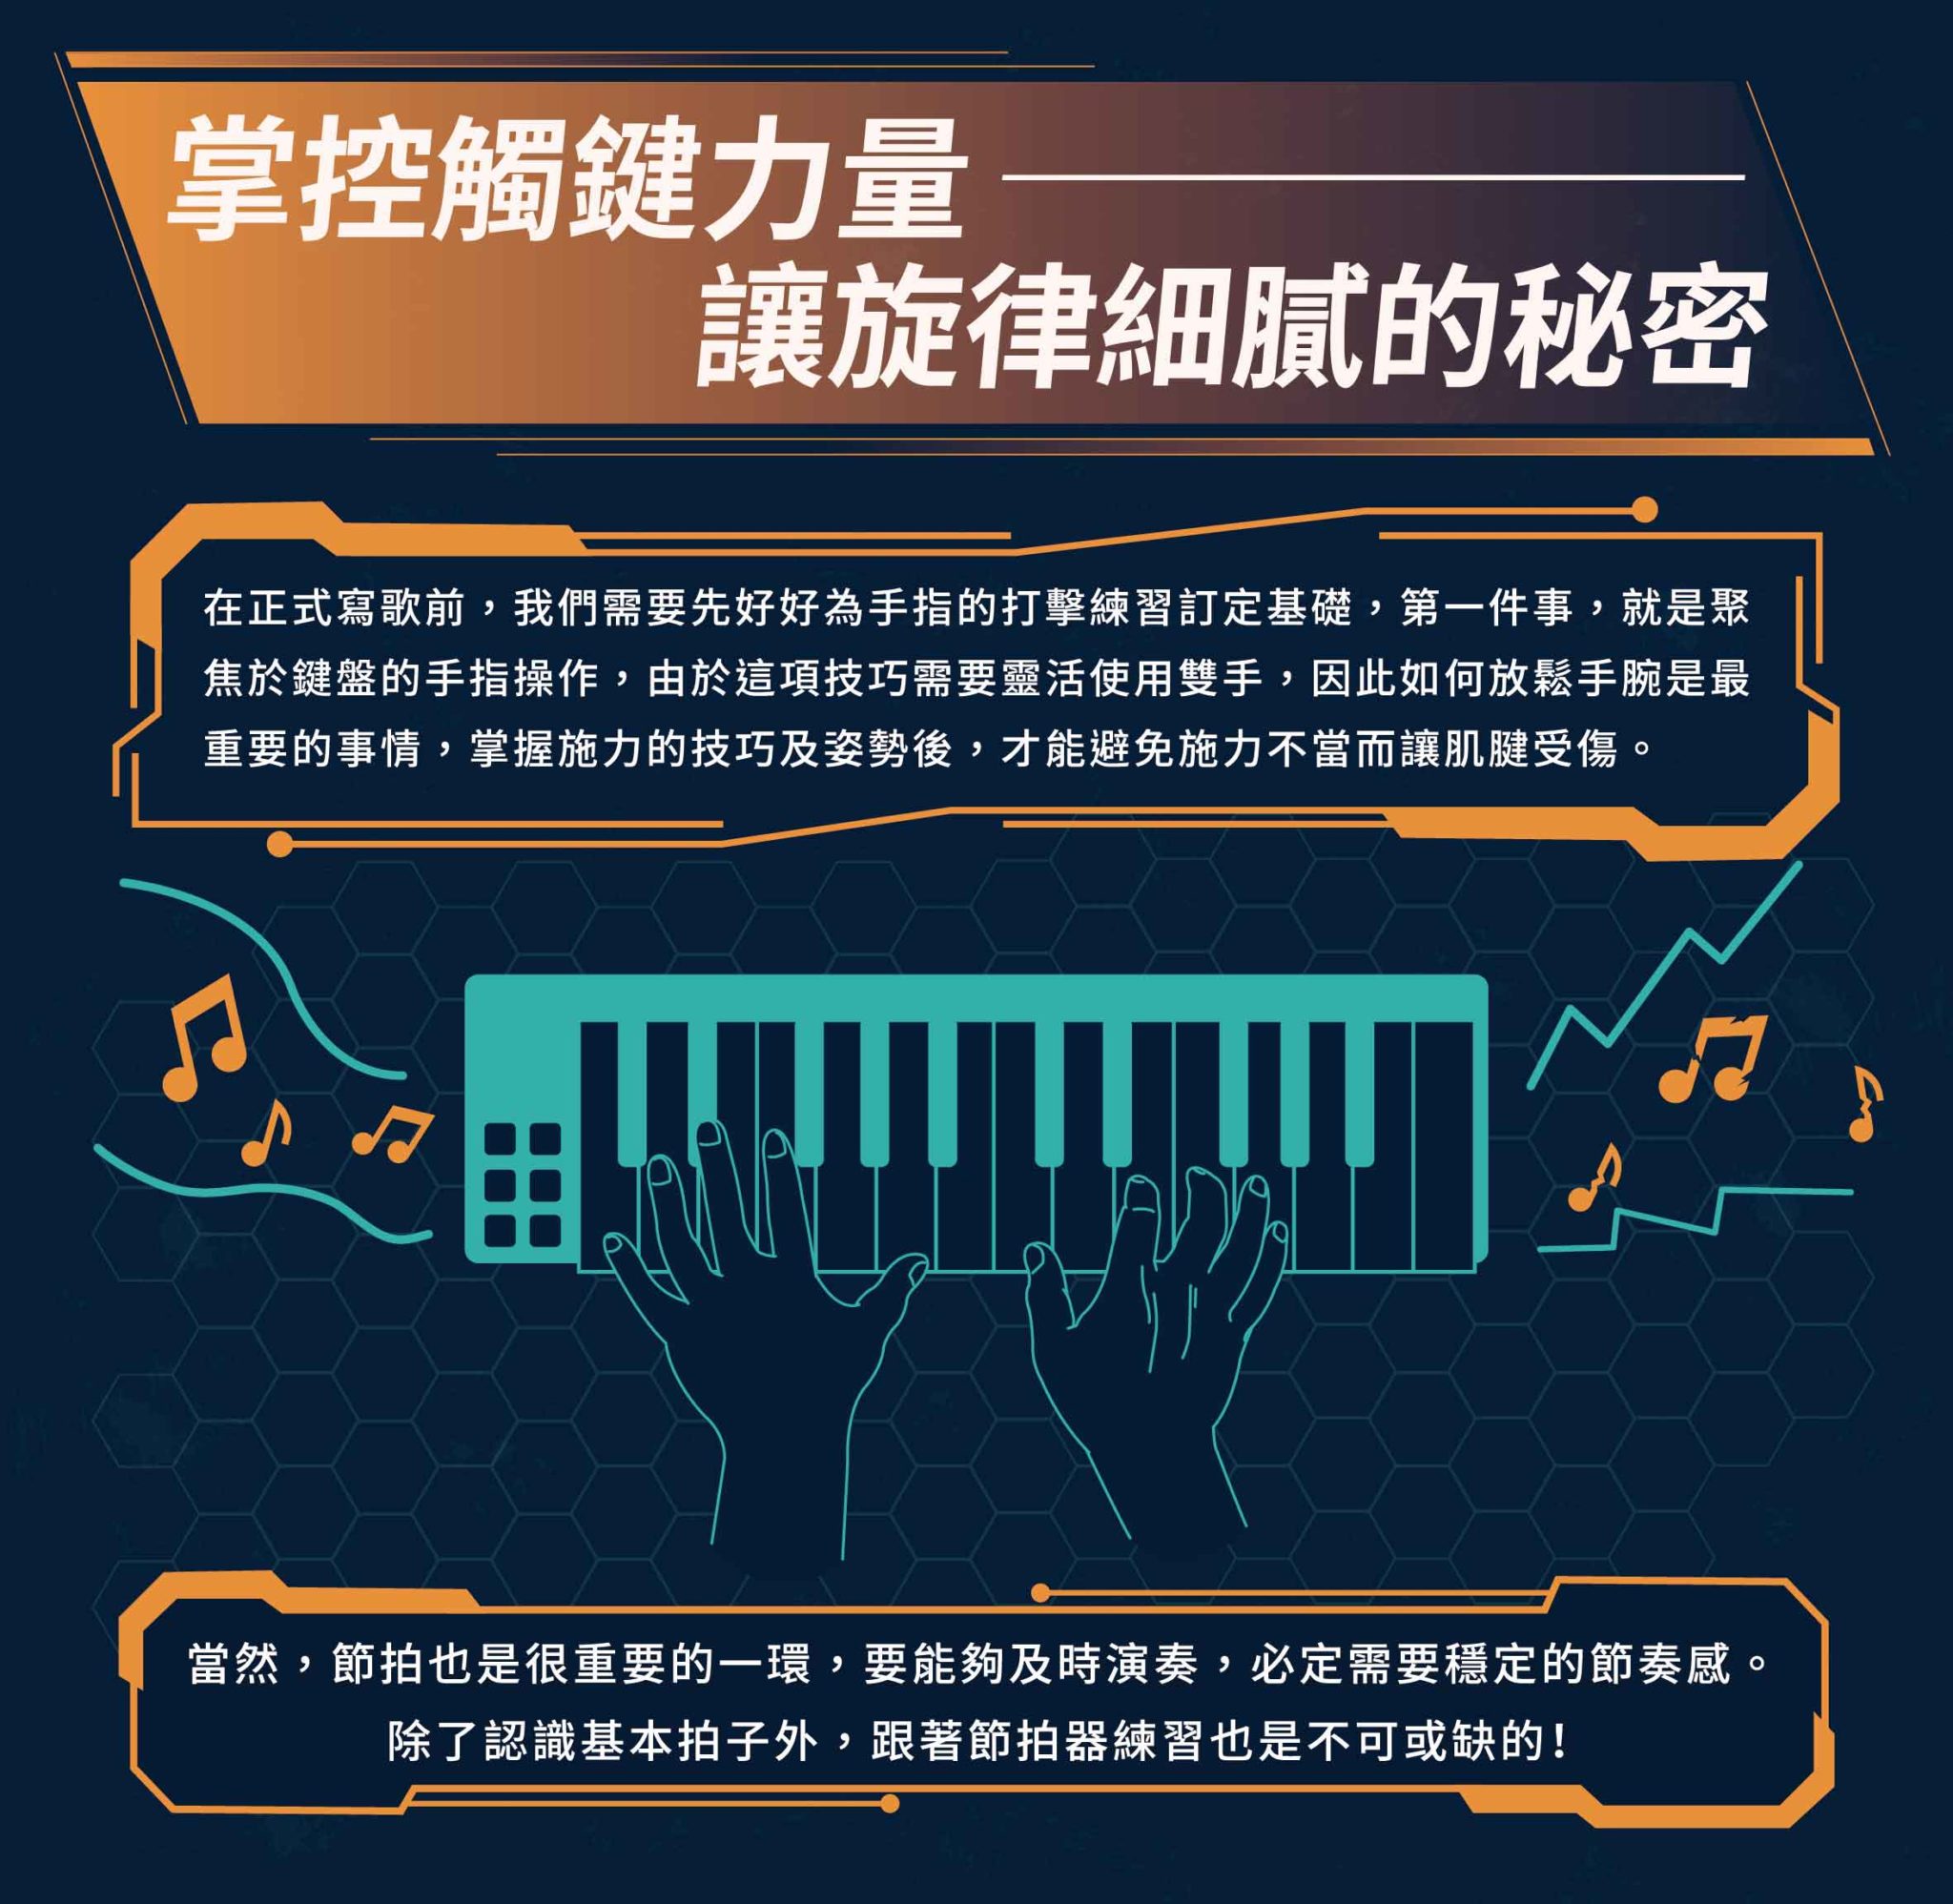 掌控觸鍵力量——
讓旋律細膩的秘密
在正式寫歌前，我們需要先好好為手指的打擊練習訂定基礎，第一件事，就是聚
焦於鍵盤的手指操作，由於這項技巧需要靈活使用雙手，因此如何放鬆手腕是最
重要的事情，掌握施力的技巧及姿勢後，才能避免施力不當而讓肌腱受傷。
當然，節拍也是很重要的一環，要能夠及時演奏，必定需要穩定的節奏感。
除了認識基本拍子外，跟著節拍器練習也是不可或缺的！